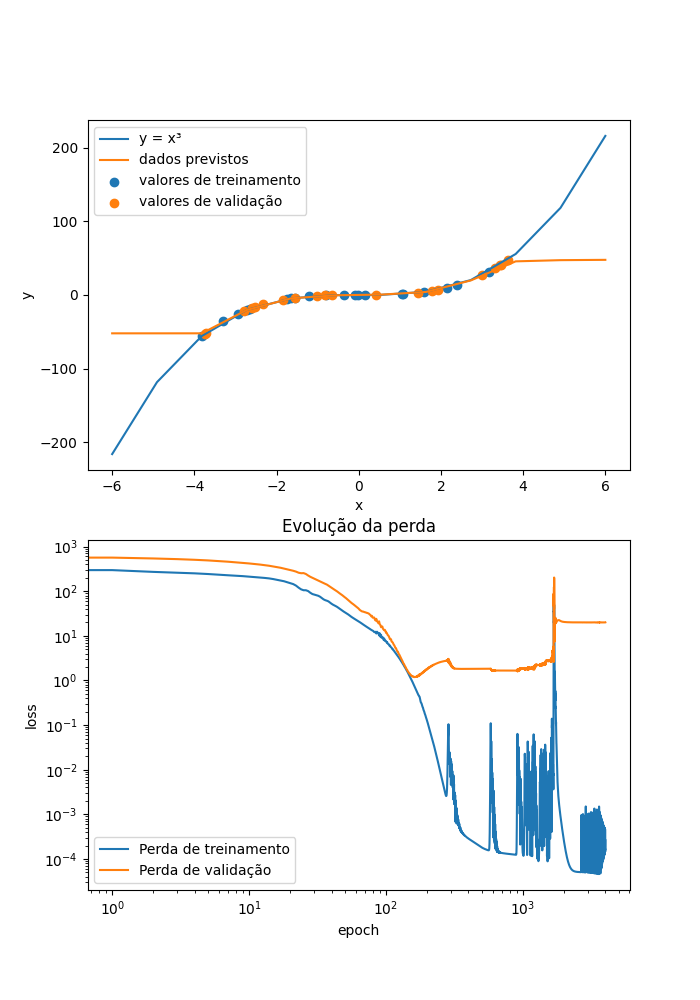 y = x³
dados previstos
valores de treinamento
valores de validação
200
100
0
−100
−200
y
−6
−4
−2
0
2
4
6
x
Evolução da perda
10³
10²
10¹
10⁰
10⁻¹
10⁻²
10⁻³
10⁻⁴
loss
Perda de treinamento
Perda de validação
10⁰
10¹
10²
10³
epoch